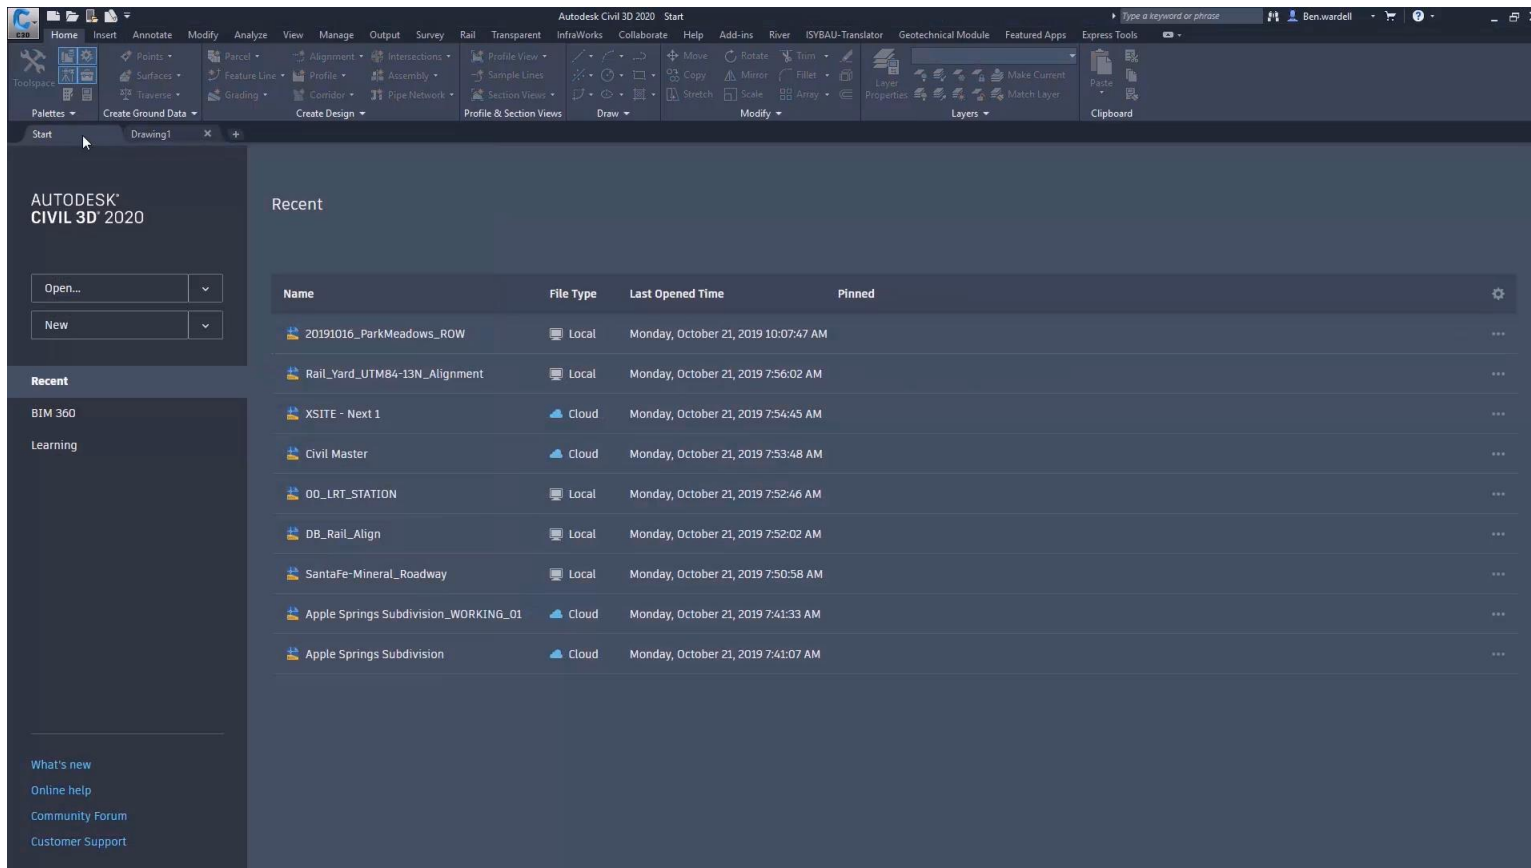 Autodesk Civil 3D 2020 Start
Type a keyword or phrase
Ben.wardell
C3D
Home Insert Annotate Modify Analyze View Manage Output Survey Rail Transparent InfraWorks Collaborate Help Add-ins River ISYBAU-Translator Geotechnical Module Featured Apps Express Tools
Points Parcel Alignment Intersections Profile View Move Rotate Trim
Toolspace Surfaces Feature Line Profile Assembly Sample Lines Copy Mirror Fillet Layer Properties Make Current Paste
Traverse Grading Corridor Pipe Network Section Views Stretch Scale Array Match Layer
Palettes Create Ground Data Create Design Profile & Section Views Draw Modify Layers Clipboard
Start Drawing1
AUTODESK®
CIVIL 3D® 2020
Open...
New
Recent
BIM 360
Learning
What's new
Online help
Community Forum
Customer Support
Recent
Name File Type Last Opened Time Pinned
20191016_ParkMeadows_ROW Local Monday, October 21, 2019 10:07:47 AM
Rail_Yard_UTM84-13N_Alignment Local Monday, October 21, 2019 7:56:02 AM
XSITE - Next 1 Cloud Monday, October 21, 2019 7:54:45 AM
Civil Master Cloud Monday, October 21, 2019 7:53:48 AM
00_LRT_STATION Local Monday, October 21, 2019 7:52:46 AM
DB_Rail_Align Local Monday, October 21, 2019 7:52:02 AM
SantaFe-Mineral_Roadway Local Monday, October 21, 2019 7:50:58 AM
Apple Springs Subdivision_WORKING_01 Cloud Monday, October 21, 2019 7:41:33 AM
Apple Springs Subdivision Cloud Monday, October 21, 2019 7:41:07 AM